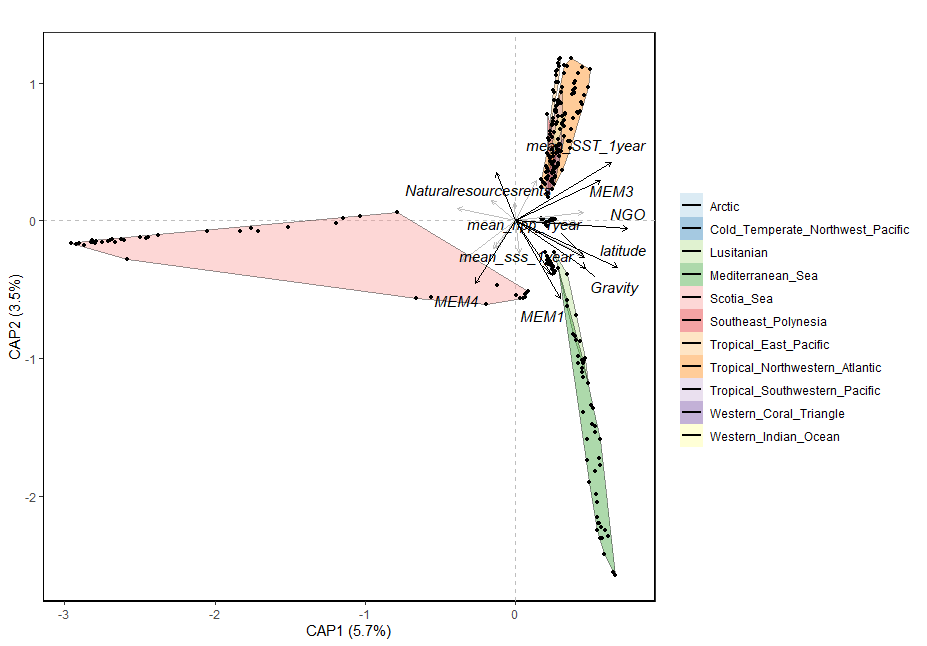 1
0
-1
-2
-3
-2
-1
0
CAP1 (5.7%)
CAP2 (3.5%)
mean_SST_1year
Naturalresourcesrents
MEM3
NGO
mean_npp_1year
latitude
mean_sss_1year
Gravity
MEM4
MEM1
Arctic
Cold_Temperate_Northwest_Pacific
Lusitanian
Mediterranean_Sea
Scotia_Sea
Southeast_Polynesia
Tropical_East_Pacific
Tropical_Northwestern_Atlantic
Tropical_Southwestern_Pacific
Western_Coral_Triangle
Western_Indian_Ocean